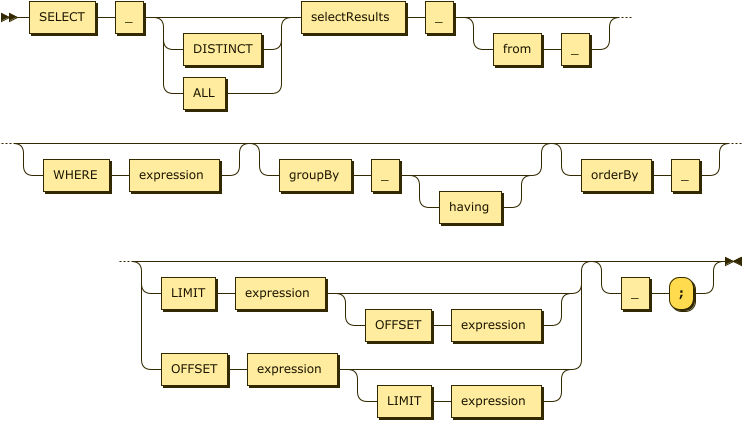 SELECT _ selectResults _
DISTINCT from _
ALL
WHERE expression groupBy _ orderBy _
having
LIMIT expression _ ;
OFFSET expression
OFFSET expression
LIMIT expression